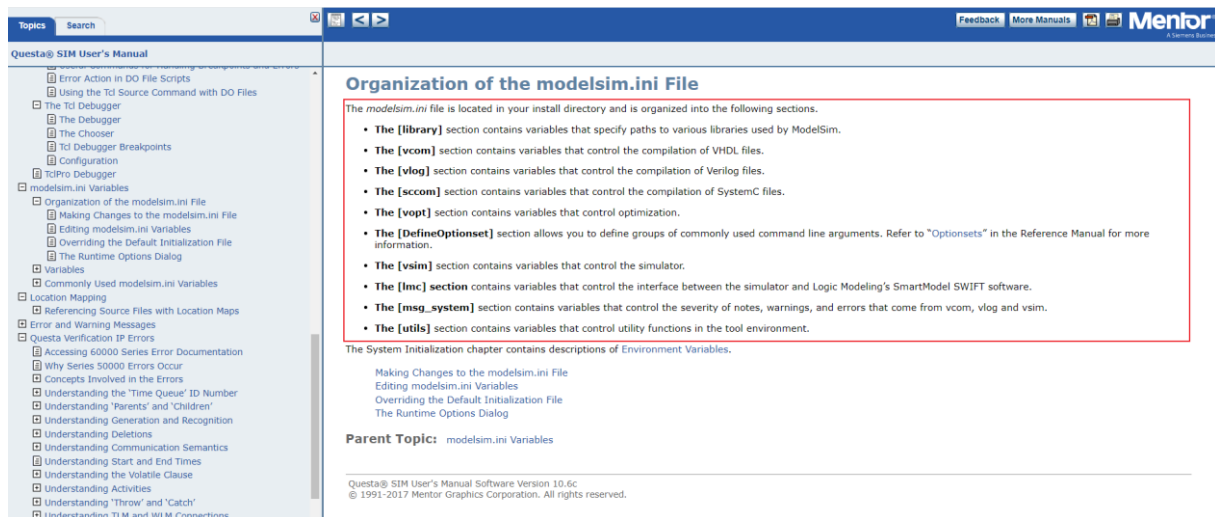 Topics Search
Feedback More Manuals Mentor
A Siemens Business
Questa® SIM User's Manual
Useful Commands for Handling Breakpoints and Errors
Error Action in DO File Scripts
Using the Tcl Source Command with DO Files
The Tcl Debugger
The Debugger
The Chooser
Tcl Debugger Breakpoints
Configuration
TclPro Debugger
modelsim.ini Variables
Organization of the modelsim.ini File
Making Changes to the modelsim.ini File
Editing modelsim.ini Variables
Overriding the Default Initialization File
The Runtime Options Dialog
Variables
Commonly Used modelsim.ini Variables
Location Mapping
Referencing Source Files with Location Maps
Error and Warning Messages
Questa Verification IP Errors
Accessing 60000 Series Error Documentation
Why Series 50000 Errors Occur
Concepts Involved in the Errors
Understanding the 'Time Queue' ID Number
Understanding 'Parents' and 'Children'
Understanding Generation and Recognition
Understanding Deletions
Understanding Communication Semantics
Understanding Start and End Times
Understanding the Volatile Clause
Understanding Activities
Understanding 'Throw' and 'Catch'
Understanding TLM and WLM Connections
Organization of the modelsim.ini File
The modelsim.ini file is located in your install directory and is organized into the following sections.
• The [library] section contains variables that specify paths to various libraries used by ModelSim.
• The [vcom] section contains variables that control the compilation of VHDL files.
• The [vlog] section contains variables that control the compilation of Verilog files.
• The [sccom] section contains variables that control the compilation of SystemC files.
• The [vopt] section contains variables that control optimization.
• The [DefineOptionset] section allows you to define groups of commonly used command line arguments. Refer to "Optionsets" in the Reference Manual for more
information.
• The [vsim] section contains variables that control the simulator.
• The [lmc] section contains variables that control the interface between the simulator and Logic Modeling's SmartModel SWIFT software.
• The [msg_system] section contains variables that control the severity of notes, warnings, and errors that come from vcom, vlog and vsim.
• The [utils] section contains variables that control utility functions in the tool environment.
The System Initialization chapter contains descriptions of Environment Variables.
Making Changes to the modelsim.ini File
Editing modelsim.ini Variables
Overriding the Default Initialization File
The Runtime Options Dialog
Parent Topic: modelsim.ini Variables
Questa® SIM User's Manual Software Version 10.6c
© 1991-2017 Mentor Graphics Corporation. All rights reserved.